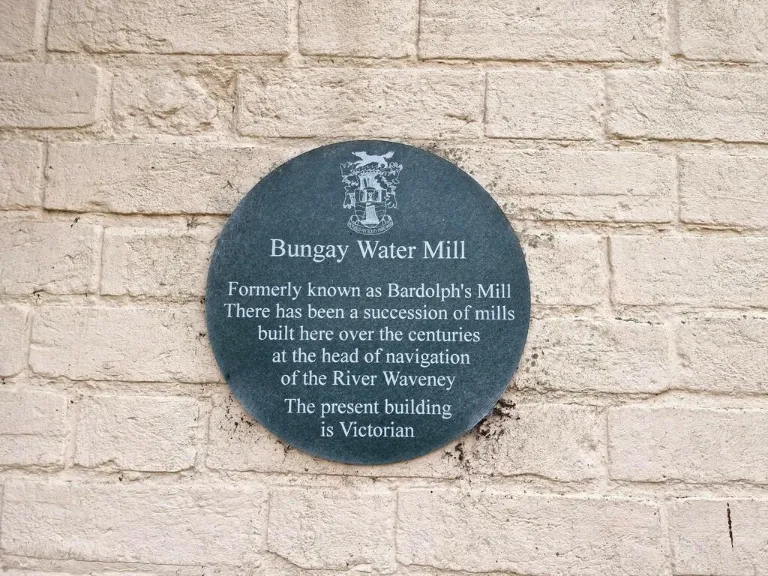 Bungay Water Mill
Formerly known as Bardolph's Mill
There has been a succession of mills
built here over the centuries
at the head of navigation
of the River Waveney
The present building
is Victorian